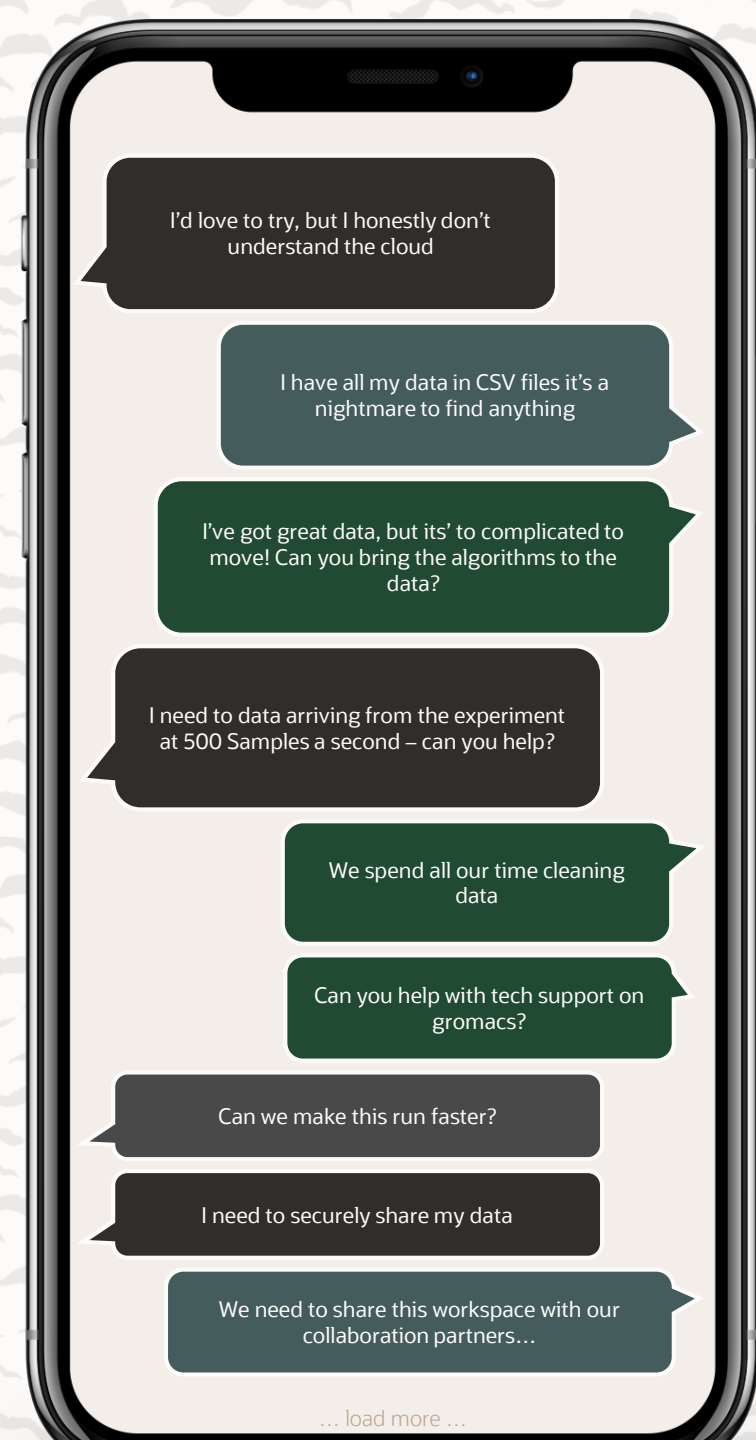 I'd love to try, but I honestly don't
understand the cloud
I have all my data in CSV files it's a
nightmare to find anything
I've got great data, but its' to complicated to
move! Can you bring the algorithms to the
data?
I need to data arriving from the experiment
at 500 Samples a second – can you help?
We spend all our time cleaning
data
Can you help with tech support on
gromacs?
Can we make this run faster?
I need to securely share my data
We need to share this workspace with our
collaboration partners…
… load more …